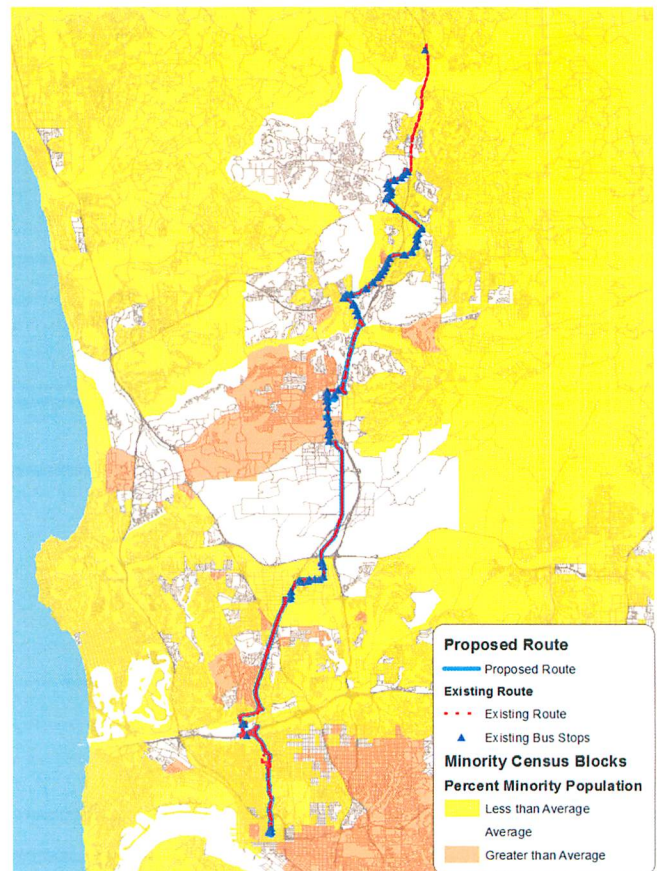 Proposed Route
Proposed Route
Existing Route
Existing Route
Existing Bus Stops
Minority Census Blocks
Percent Minority Population
Less than Average
Average
Greater than Average